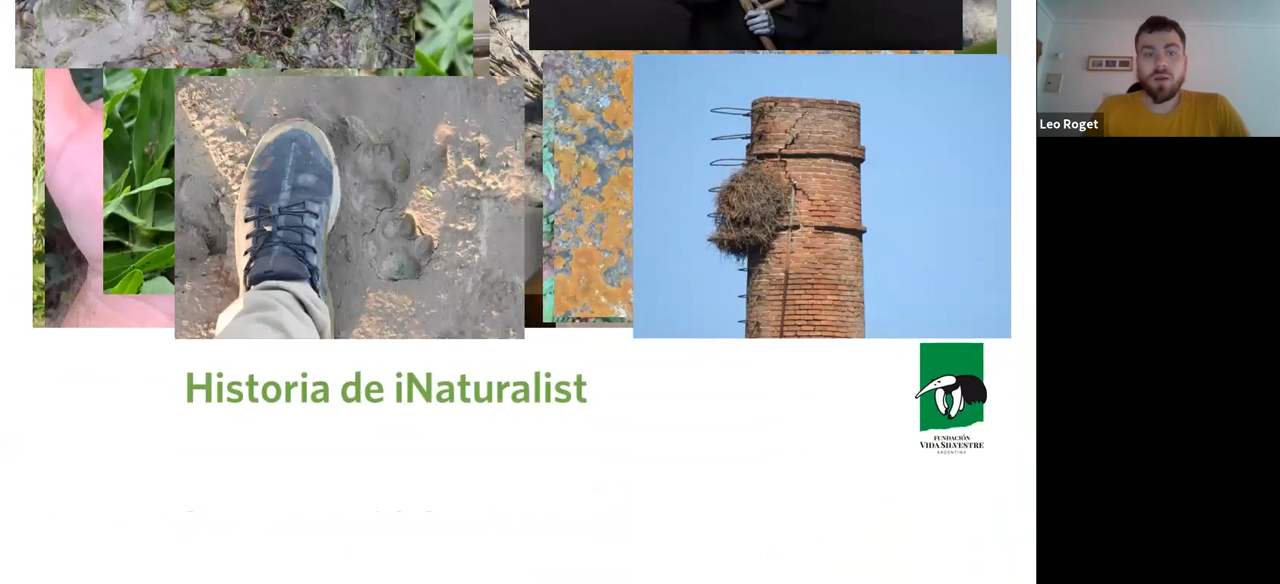 Leo Roget
Historia de iNaturalist
FUNDACIÓN
VIDA SILVESTRE
ARGENTINA